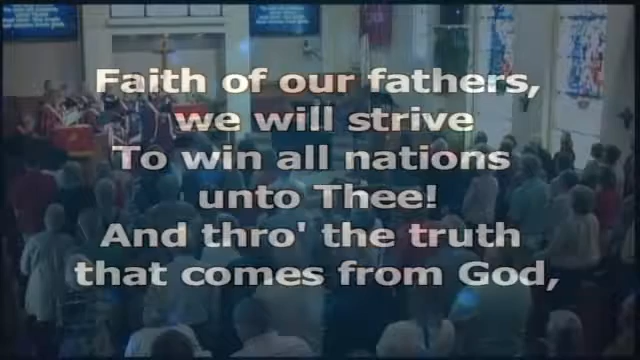 Faith of our fathers,
we will strive
To win all nations
unto Thee!
And thro' the truth
that comes from God,